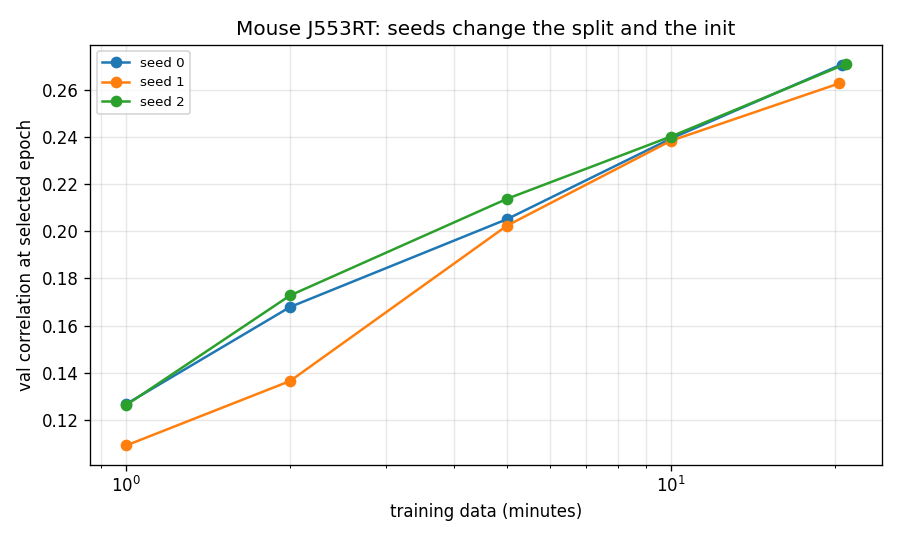 Mouse J553RT: seeds change the split and the init
seed 0
seed 1
seed 2
val correlation at selected epoch
0.26
0.24
0.22
0.20
0.18
0.16
0.14
0.12
10⁰
10¹
training data (minutes)